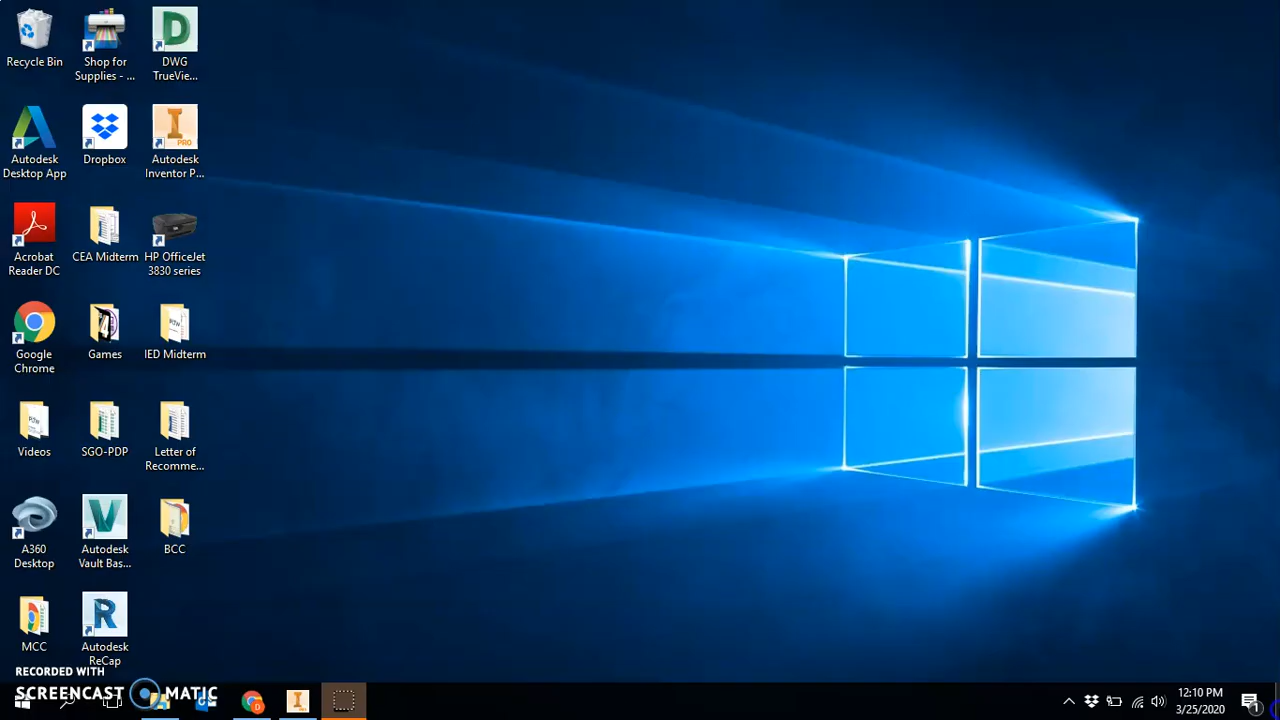 Recycle Bin
Shop for
Supplies - ...
DWG
TrueVie...
Autodesk
Desktop App
Dropbox
Autodesk
Inventor P...
PRO
Acrobat
Reader DC
CEA Midterm
HP OfficeJet
3830 series
Google
Chrome
Games
IED Midterm
Videos
SGO-PDP
Letter of
Recomme...
A360
Desktop
Autodesk
Vault Bas...
BCC
MCC
Autodesk
ReCap
RECORDED WITH
SCREENCAST MATIC
12:10 PM
3/25/2020
1